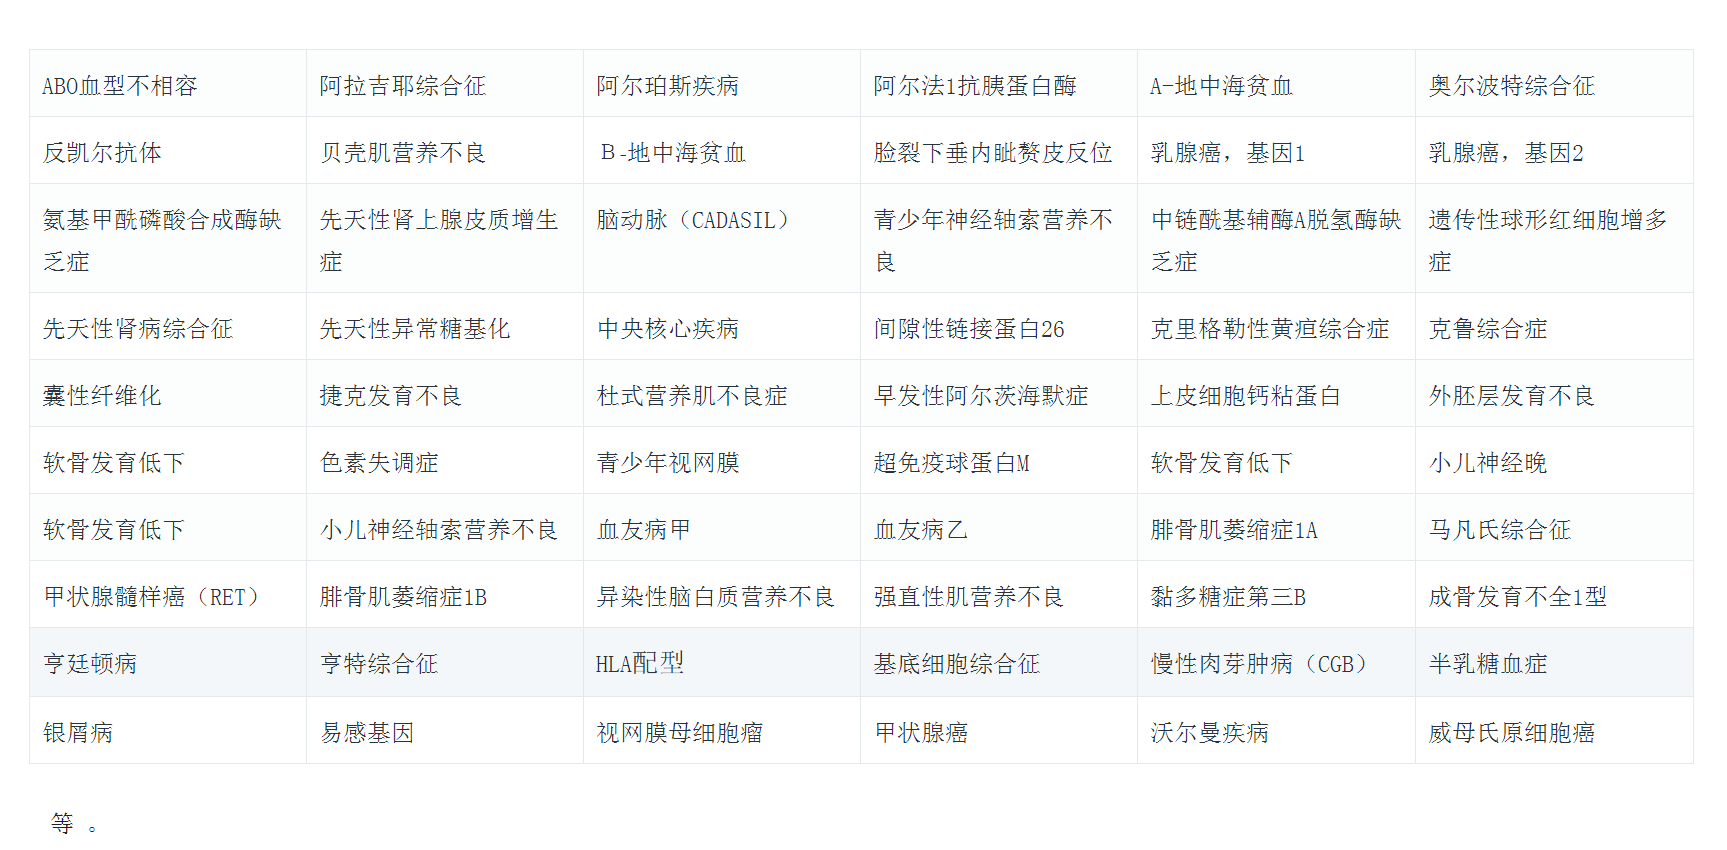 ABO血型不相容 阿拉吉耶综合征 阿尔珀斯疾病 阿尔法1抗胰蛋白酶 A-地中海贫血 奥尔波特综合征
反凯尔抗体 贝壳肌营养不良 Ｂ-地中海贫血 脸裂下垂内眦赘皮反位 乳腺癌，基因1 乳腺癌，基因2
氨基甲酰磷酸合成酶缺 先天性肾上腺皮质增生 脑动脉（CADASIL） 青少年神经轴索营养不 中链酰基辅酶A脱氢酶缺 遗传性球形红细胞增多
乏症 症 良 乏症 症
先天性肾病综合征 先天性异常糖基化 中央核心疾病 间隙性链接蛋白26 克里格勒性黄疸综合症 克鲁综合症
囊性纤维化 捷克发育不良 杜式营养肌不良症 早发性阿尔茨海默症 上皮细胞钙粘蛋白 外胚层发育不良
软骨发育低下 色素失调症 青少年视网膜 超免疫球蛋白M 软骨发育低下 小儿神经晚
软骨发育低下 小儿神经轴索营养不良 血友病甲 血友病乙 腓骨肌萎缩症1A 马凡氏综合征
甲状腺髓样癌（RET） 腓骨肌萎缩症1B 异染性脑白质营养不良 强直性肌营养不良 黏多糖症第三B 成骨发育不全1型
亨廷顿病 亨特综合征 HLA配型 基底细胞综合征 慢性肉芽肿病（CGB） 半乳糖血症
银屑病 易感基因 视网膜母细胞瘤 甲状腺癌 沃尔曼疾病 威母氏原细胞癌
等 。